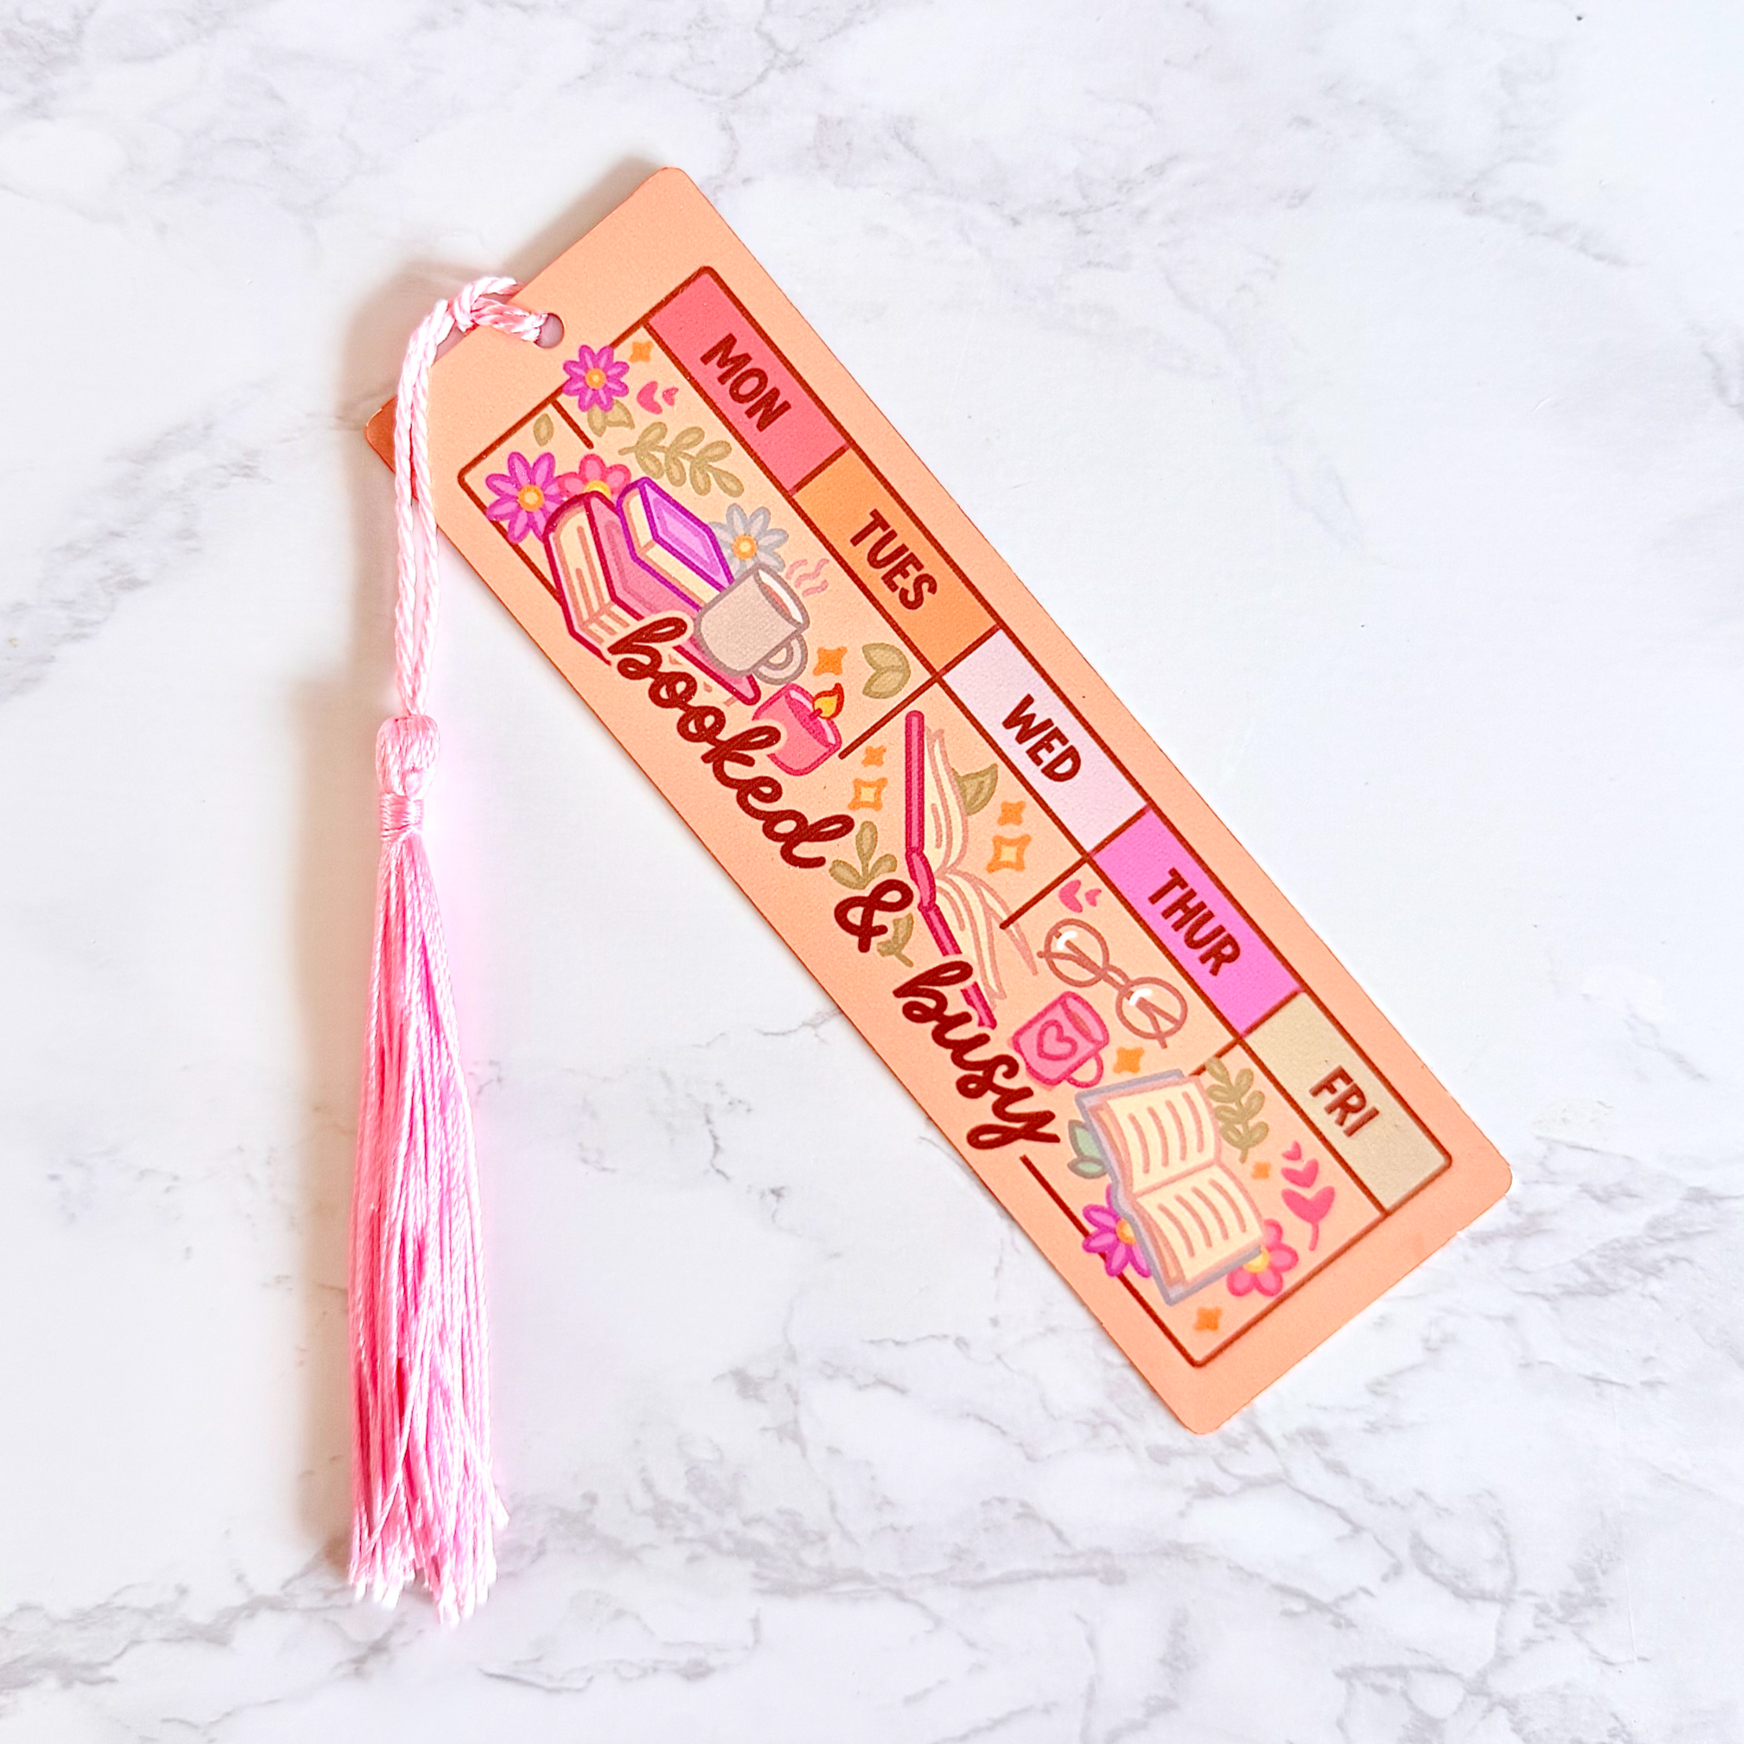 MON
TUES
WED
THUR
FRI
booked & busy